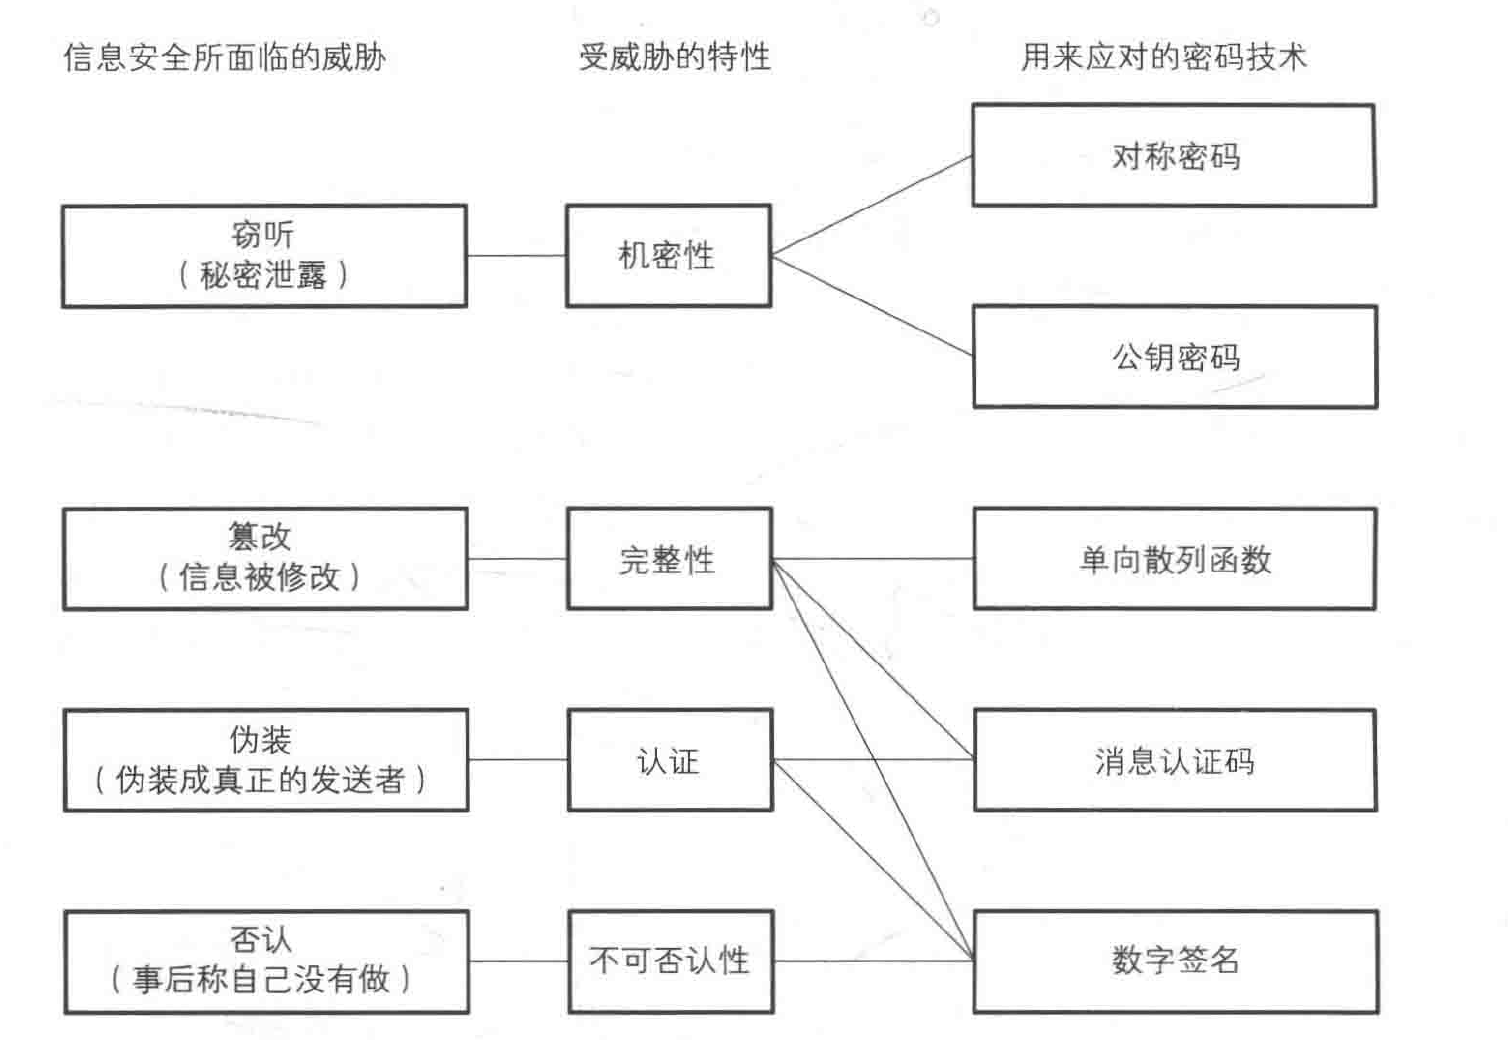 信息安全所面临的威胁
受威胁的特性
用来应对的密码技术
对称密码
窃听
（秘密泄露）
机密性
公钥密码
篡改
（信息被修改）
完整性
单向散列函数
伪装
（伪装成真正的发送者）
认证
消息认证码
否认
（事后称自己没有做）
不可否认性
数字签名